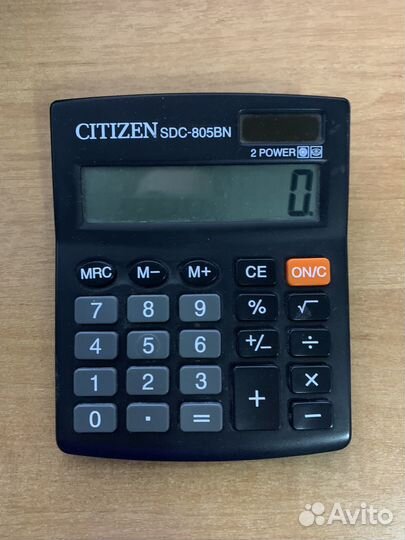 CITIZEN SDC-805BN
2 POWER
0.
MRC M− M+ CE ON/C
7 8 9 % √
4 5 6 +/− ÷
1 2 3 + ×
0 . = −
Avito